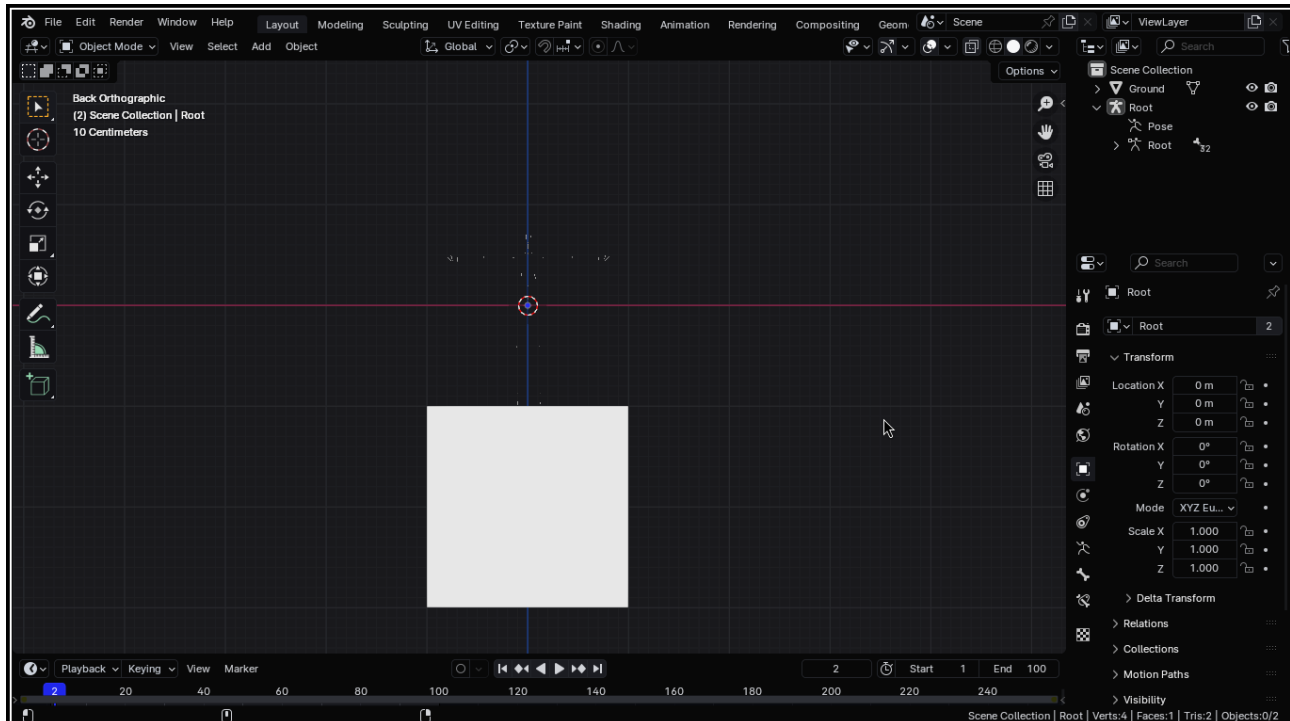 File Edit Render Window Help Layout Modeling Sculpting UV Editing Texture Paint Shading Animation Rendering Compositing Geom Scene ViewLayer
Object Mode View Select Add Object Global Search
Options
Back Orthographic
(2) Scene Collection | Root
10 Centimeters
Scene Collection
Ground
Root
Pose
Root 32
Search
Root
Root 2
Transform
Location X 0 m
Y 0 m
Z 0 m
Rotation X 0°
Y 0°
Z 0°
Mode XYZ Eu...
Scale X 1.000
Y 1.000
Z 1.000
Delta Transform
Relations
Collections
Motion Paths
Visibility
Playback Keying View Marker 2 Start 1 End 100
2 20 40 60 80 100 120 140 160 180 200 220 240
Scene Collection | Root | Verts:4 | Faces:1 | Tris:2 | Objects:0/2